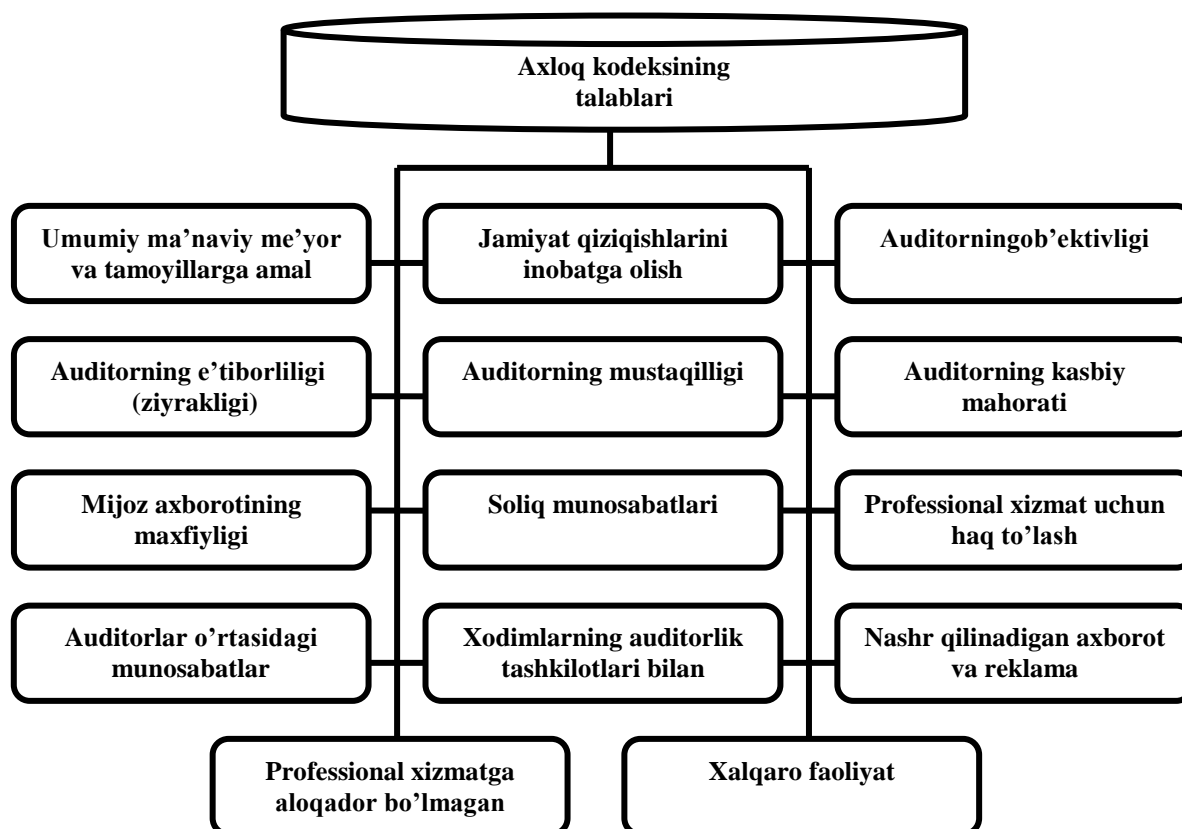 Axloq kodeksining
talablari
Umumiy ma’naviy me’yor
va tamoyillarga amal
Jamiyat qiziqishlarini
inobatga olish
Auditorningob’ektivligi
Auditorning e’tiborliligi
(ziyrakligi)
Auditorning mustaqilligi
Auditorning kasbiy
mahorati
Mijoz axborotining
maxfiyligi
Soliq munosabatlari
Professional xizmat uchun
haq to’lash
Auditorlar o’rtasidagi
munosabatlar
Xodimlarning auditorlik
tashkilotlari bilan
Nashr qilinadigan axborot
va reklama
Professional xizmatga
aloqador bo’lmagan
Xalqaro faoliyat